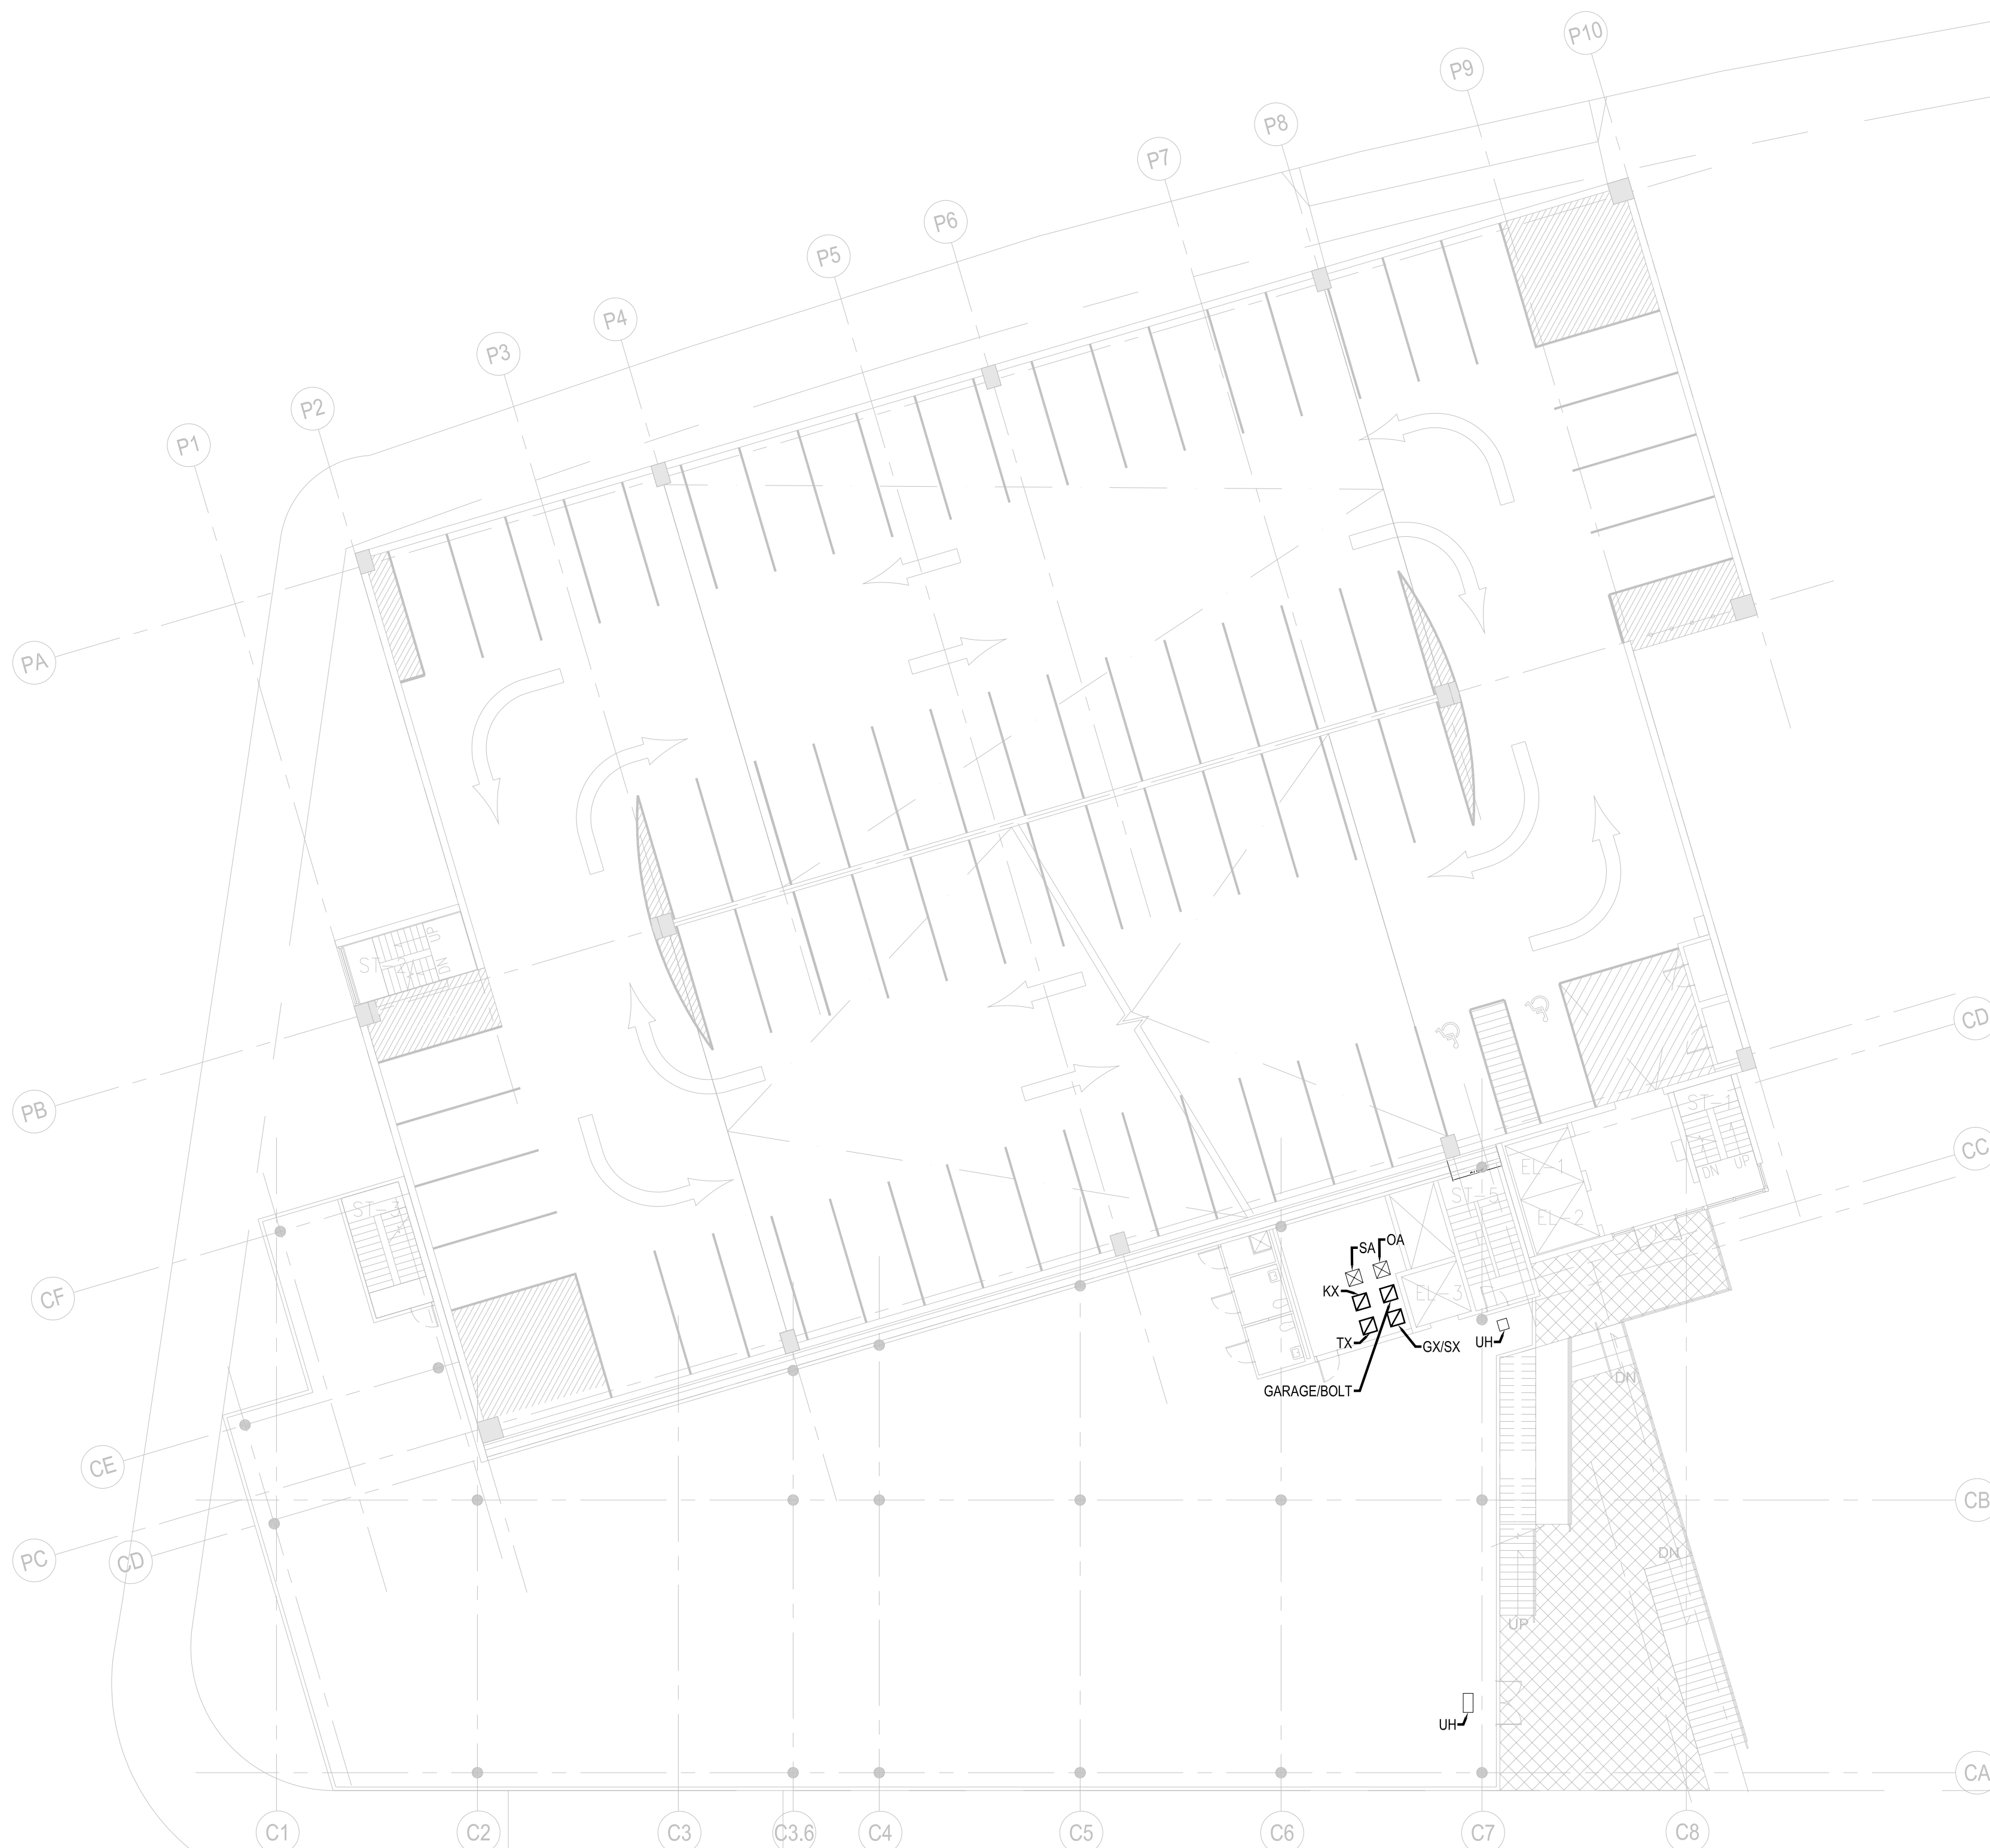 P10
P9
P8
P7
P6
P5
P4
P3
P2
P1
PA
UP
ST-2
DN
CD
PB
ST-1
CC
DN
UP
EL-1
ST-5
EL-2
ST-3
OA
SA
CF
KX
EL-3
TX
GX/SX
UH
DN
GARAGE/BOLT
CE
CB
PC
CD
DN
UP
UH
CA
C1
C2
C3
C3.6
C4
C5
C6
C7
C8